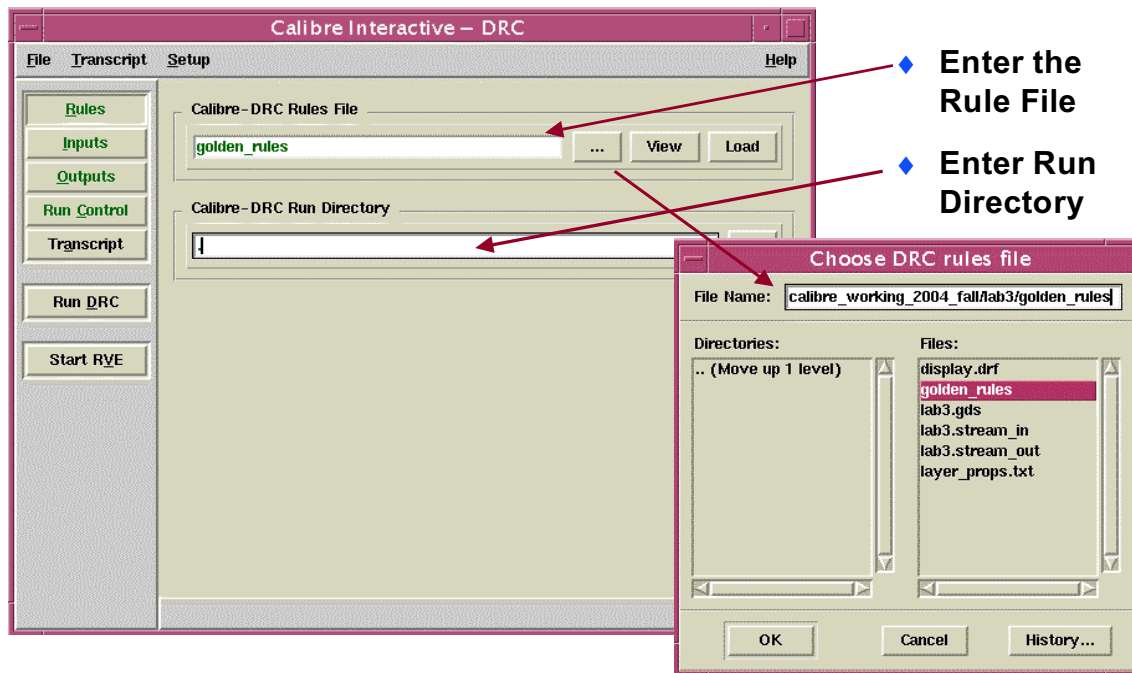 Calibre Interactive – DRC
File Transcript Setup Help
Rules
Inputs
Outputs
Run Control
Transcript
Run DRC
Start RVE
Calibre-DRC Rules File
golden_rules ... View Load
Calibre-DRC Run Directory
.
♦ Enter the
Rule File
♦ Enter Run
Directory
Choose DRC rules file
File Name: calibre_working_2004_fall/lab3/golden_rules
Directories:
.. (Move up 1 level)
Files:
display.drf
golden_rules
lab3.gds
lab3.stream_in
lab3.stream_out
layer_props.txt
OK Cancel History...